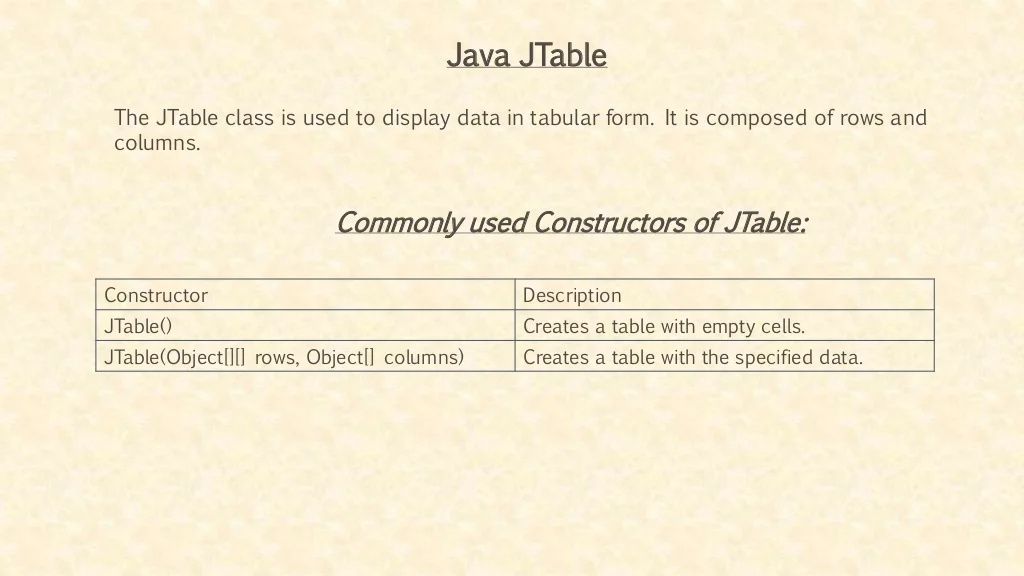 Java JTable
The JTable class is used to display data in tabular form. It is composed of rows and
columns.
Commonly used Constructors of JTable:
Constructor Description
JTable() Creates a table with empty cells.
JTable(Object[][] rows, Object[] columns) Creates a table with the specified data.